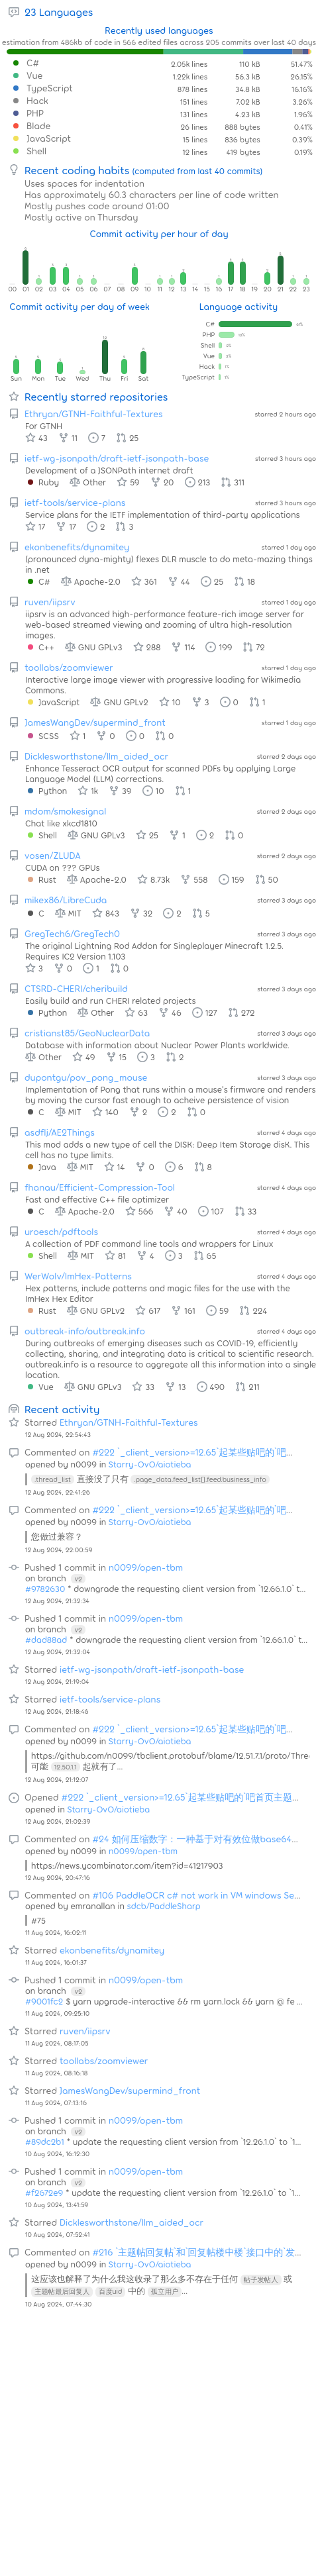 23 Languages
Recently used languages
estimation from 486kb of code in 566 edited files across 205 commits over last 40 days
C# 2.05k lines 110 kB 51.47%
Vue 1.22k lines 56.3 kB 26.15%
TypeScript 878 lines 34.8 kB 16.16%
Hack 151 lines 7.02 kB 3.26%
PHP 131 lines 4.23 kB 1.96%
Blade 26 lines 888 bytes 0.41%
JavaScript 15 lines 836 bytes 0.39%
Shell 12 lines 419 bytes 0.19%
Recent coding habits (computed from last 40 commits)
Uses spaces for indentation
Has approximately 60.3 characters per line of code written
Mostly pushes code around 01:00
Mostly active on Thursday
Commit activity per hour of day
00 01 02 03 04 05 06 07 08 09 10 11 12 13 14 15 16 17 18 19 20 21 22 23
Commit activity per day of week
Sun Mon Tue Wed Thu Fri Sat
Language activity
C#
PHP
Shell
Vue
Hack
TypeScript
Recently starred repositories
Ethryan/GTNH-Faithful-Textures starred 2 hours ago
For GTNH
43 11 7 25
ietf-wg-jsonpath/draft-ietf-jsonpath-base starred 3 hours ago
Development of a JSONPath internet draft
Ruby Other 59 20 213 311
ietf-tools/service-plans starred 3 hours ago
Service plans for the IETF implementation of third-party applications
17 17 2 3
ekonbenefits/dynamitey starred 1 day ago
(pronounced dyna-mighty) flexes DLR muscle to do meta-mazing things
in .net
C# Apache-2.0 361 44 25 18
ruven/iipsrv starred 1 day ago
iipsrv is an advanced high-performance feature-rich image server for
web-based streamed viewing and zooming of ultra high-resolution
images.
C++ GNU GPLv3 288 114 199 72
toollabs/zoomviewer starred 1 day ago
Interactive large image viewer with progressive loading for Wikimedia
Commons.
JavaScript GNU GPLv2 10 3 0 1
JamesWangDev/supermind_front starred 1 day ago
SCSS 1 0 0 0
Dicklesworthstone/llm_aided_ocr starred 2 days ago
Enhance Tesseract OCR output for scanned PDFs by applying Large
Language Model (LLM) corrections.
Python 1k 39 10 1
mdom/smokesignal starred 2 days ago
Chat like xkcd1810
Shell GNU GPLv3 25 1 2 0
vosen/ZLUDA starred 2 days ago
CUDA on ??? GPUs
Rust Apache-2.0 8.73k 558 159 50
mikex86/LibreCuda starred 3 days ago
C MIT 843 32 2 5
GregTech6/GregTech0 starred 3 days ago
The original Lightning Rod Addon for Singleplayer Minecraft 1.2.5.
Requires IC2 Version 1.103
3 0 1 0
CTSRD-CHERI/cheribuild starred 3 days ago
Easily build and run CHERI related projects
Python Other 63 46 127 272
cristianst85/GeoNuclearData starred 3 days ago
Database with information about Nuclear Power Plants worldwide.
Other 49 15 3 2
dupontgu/pov_pong_mouse starred 3 days ago
Implementation of Pong that runs within a mouse's firmware and renders
by moving the cursor fast enough to acheive persistence of vision
C MIT 140 2 2 0
asdflj/AE2Things starred 4 days ago
This mod adds a new type of cell the DISK: Deep Item Storage disK. This
cell has no type limits.
Java MIT 14 0 6 8
fhanau/Efficient-Compression-Tool starred 4 days ago
Fast and effective C++ file optimizer
C Apache-2.0 566 40 107 33
uroesch/pdftools starred 4 days ago
A collection of PDF command line tools and wrappers for Linux
Shell MIT 81 4 3 65
WerWolv/ImHex-Patterns starred 4 days ago
Hex patterns, include patterns and magic files for the use with the
ImHex Hex Editor
Rust GNU GPLv2 617 161 59 224
outbreak-info/outbreak.info starred 4 days ago
During outbreaks of emerging diseases such as COVID-19, efficiently
collecting, sharing, and integrating data is critical to scientific research.
outbreak.info is a resource to aggregate all this information into a single
location.
Vue GNU GPLv3 33 13 490 211
Recent activity
Starred Ethryan/GTNH-Faithful-Textures
12 Aug 2024, 22:54:43
Commented on #222 `_client_version>=12.65`起某些贴吧的`吧...
opened by n0099 in Starry-OvO/aiotieba
.thread_list 直接没了只有 .page_data.feed_list[].feed.business_info
12 Aug 2024, 22:41:26
Commented on #222 `_client_version>=12.65`起某些贴吧的`吧...
opened by n0099 in Starry-OvO/aiotieba
您做过兼容？
12 Aug 2024, 22:00:59
Pushed 1 commit in n0099/open-tbm
on branch v2
#9782630 * downgrade the requesting client version from `12.66.1.0` t...
12 Aug 2024, 21:32:34
Pushed 1 commit in n0099/open-tbm
on branch v2
#dad88ad * downgrade the requesting client version from `12.66.1.0` t...
12 Aug 2024, 21:32:04
Starred ietf-wg-jsonpath/draft-ietf-jsonpath-base
12 Aug 2024, 21:19:04
Starred ietf-tools/service-plans
12 Aug 2024, 21:18:46
Commented on #222 `_client_version>=12.65`起某些贴吧的`吧...
opened by n0099 in Starry-OvO/aiotieba
https://github.com/n0099/tbclient.protobuf/blame/12.51.7.1/proto/Thre
可能 12.50.1.1 起就有了...
12 Aug 2024, 21:12:07
Opened #222 `_client_version>=12.65`起某些贴吧的`吧首页主题...
opened in Starry-OvO/aiotieba
12 Aug 2024, 21:02:39
Commented on #24 如何压缩数字：一种基于对有效位做base64...
opened by n0099 in n0099/open-tbm
https://news.ycombinator.com/item?id=41217903
12 Aug 2024, 20:47:16
Commented on #106 PaddleOCR c# not work in VM windows Se...
opened by emranallan in sdcb/PaddleSharp
#75
11 Aug 2024, 16:02:11
Starred ekonbenefits/dynamitey
11 Aug 2024, 16:01:37
Pushed 1 commit in n0099/open-tbm
on branch v2
#9001fc2 $ yarn upgrade-interactive && rm yarn.lock && yarn @ fe ...
11 Aug 2024, 09:25:10
Starred ruven/iipsrv
11 Aug 2024, 08:17:05
Starred toollabs/zoomviewer
11 Aug 2024, 08:16:18
Starred JamesWangDev/supermind_front
11 Aug 2024, 07:13:16
Pushed 1 commit in n0099/open-tbm
on branch v2
#89dc2b1 * update the requesting client version from `12.26.1.0` to `1...
10 Aug 2024, 16:12:30
Pushed 1 commit in n0099/open-tbm
on branch v2
#f2672e9 * update the requesting client version from `12.26.1.0` to `1...
10 Aug 2024, 13:41:59
Starred Dicklesworthstone/llm_aided_ocr
10 Aug 2024, 07:52:41
Commented on #216 `主题帖回复帖`和`回复帖楼中楼`接口中的`发...
opened by n0099 in Starry-OvO/aiotieba
这应该也解释了为什么我这收录了那么多不存在于任何 帖子发帖人 或
主题帖最后回复人 百度uid 中的 孤立用户 ...
10 Aug 2024, 07:44:30